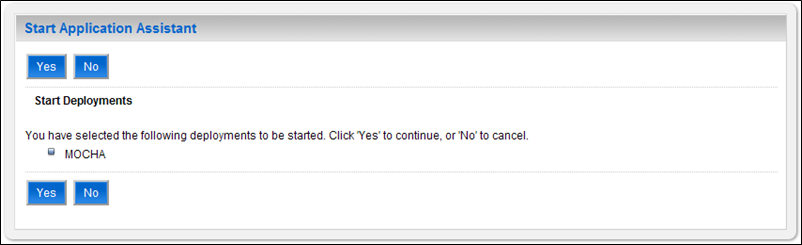 Start Application Assistant
Yes No
Start Deployments
You have selected the following deployments to be started. Click 'Yes' to continue, or 'No' to cancel.
MOCHA
Yes No